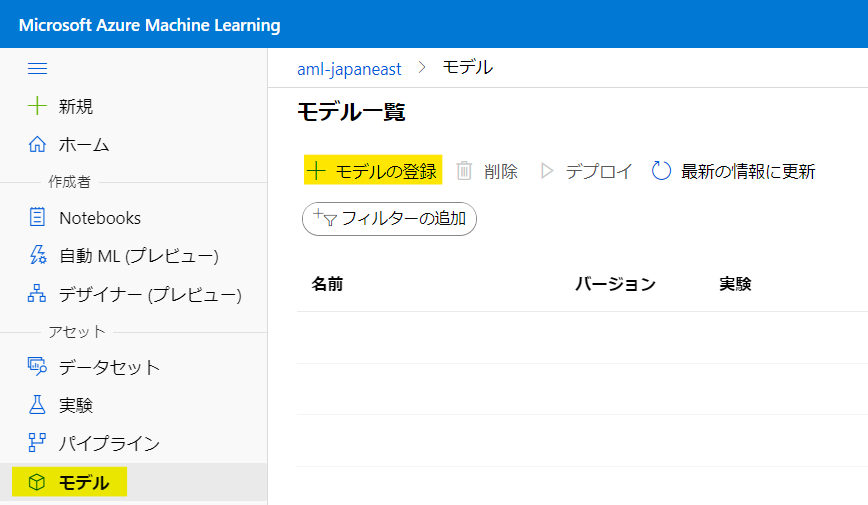 Microsoft Azure Machine Learning
新規
ホーム
作成者
Notebooks
自動 ML (プレビュー)
デザイナー (プレビュー)
アセット
データセット
実験
パイプライン
モデル
aml-japaneast > モデル
モデル一覧
モデルの登録 削除 デプロイ 最新の情報に更新
フィルターの追加
名前 バージョン 実験